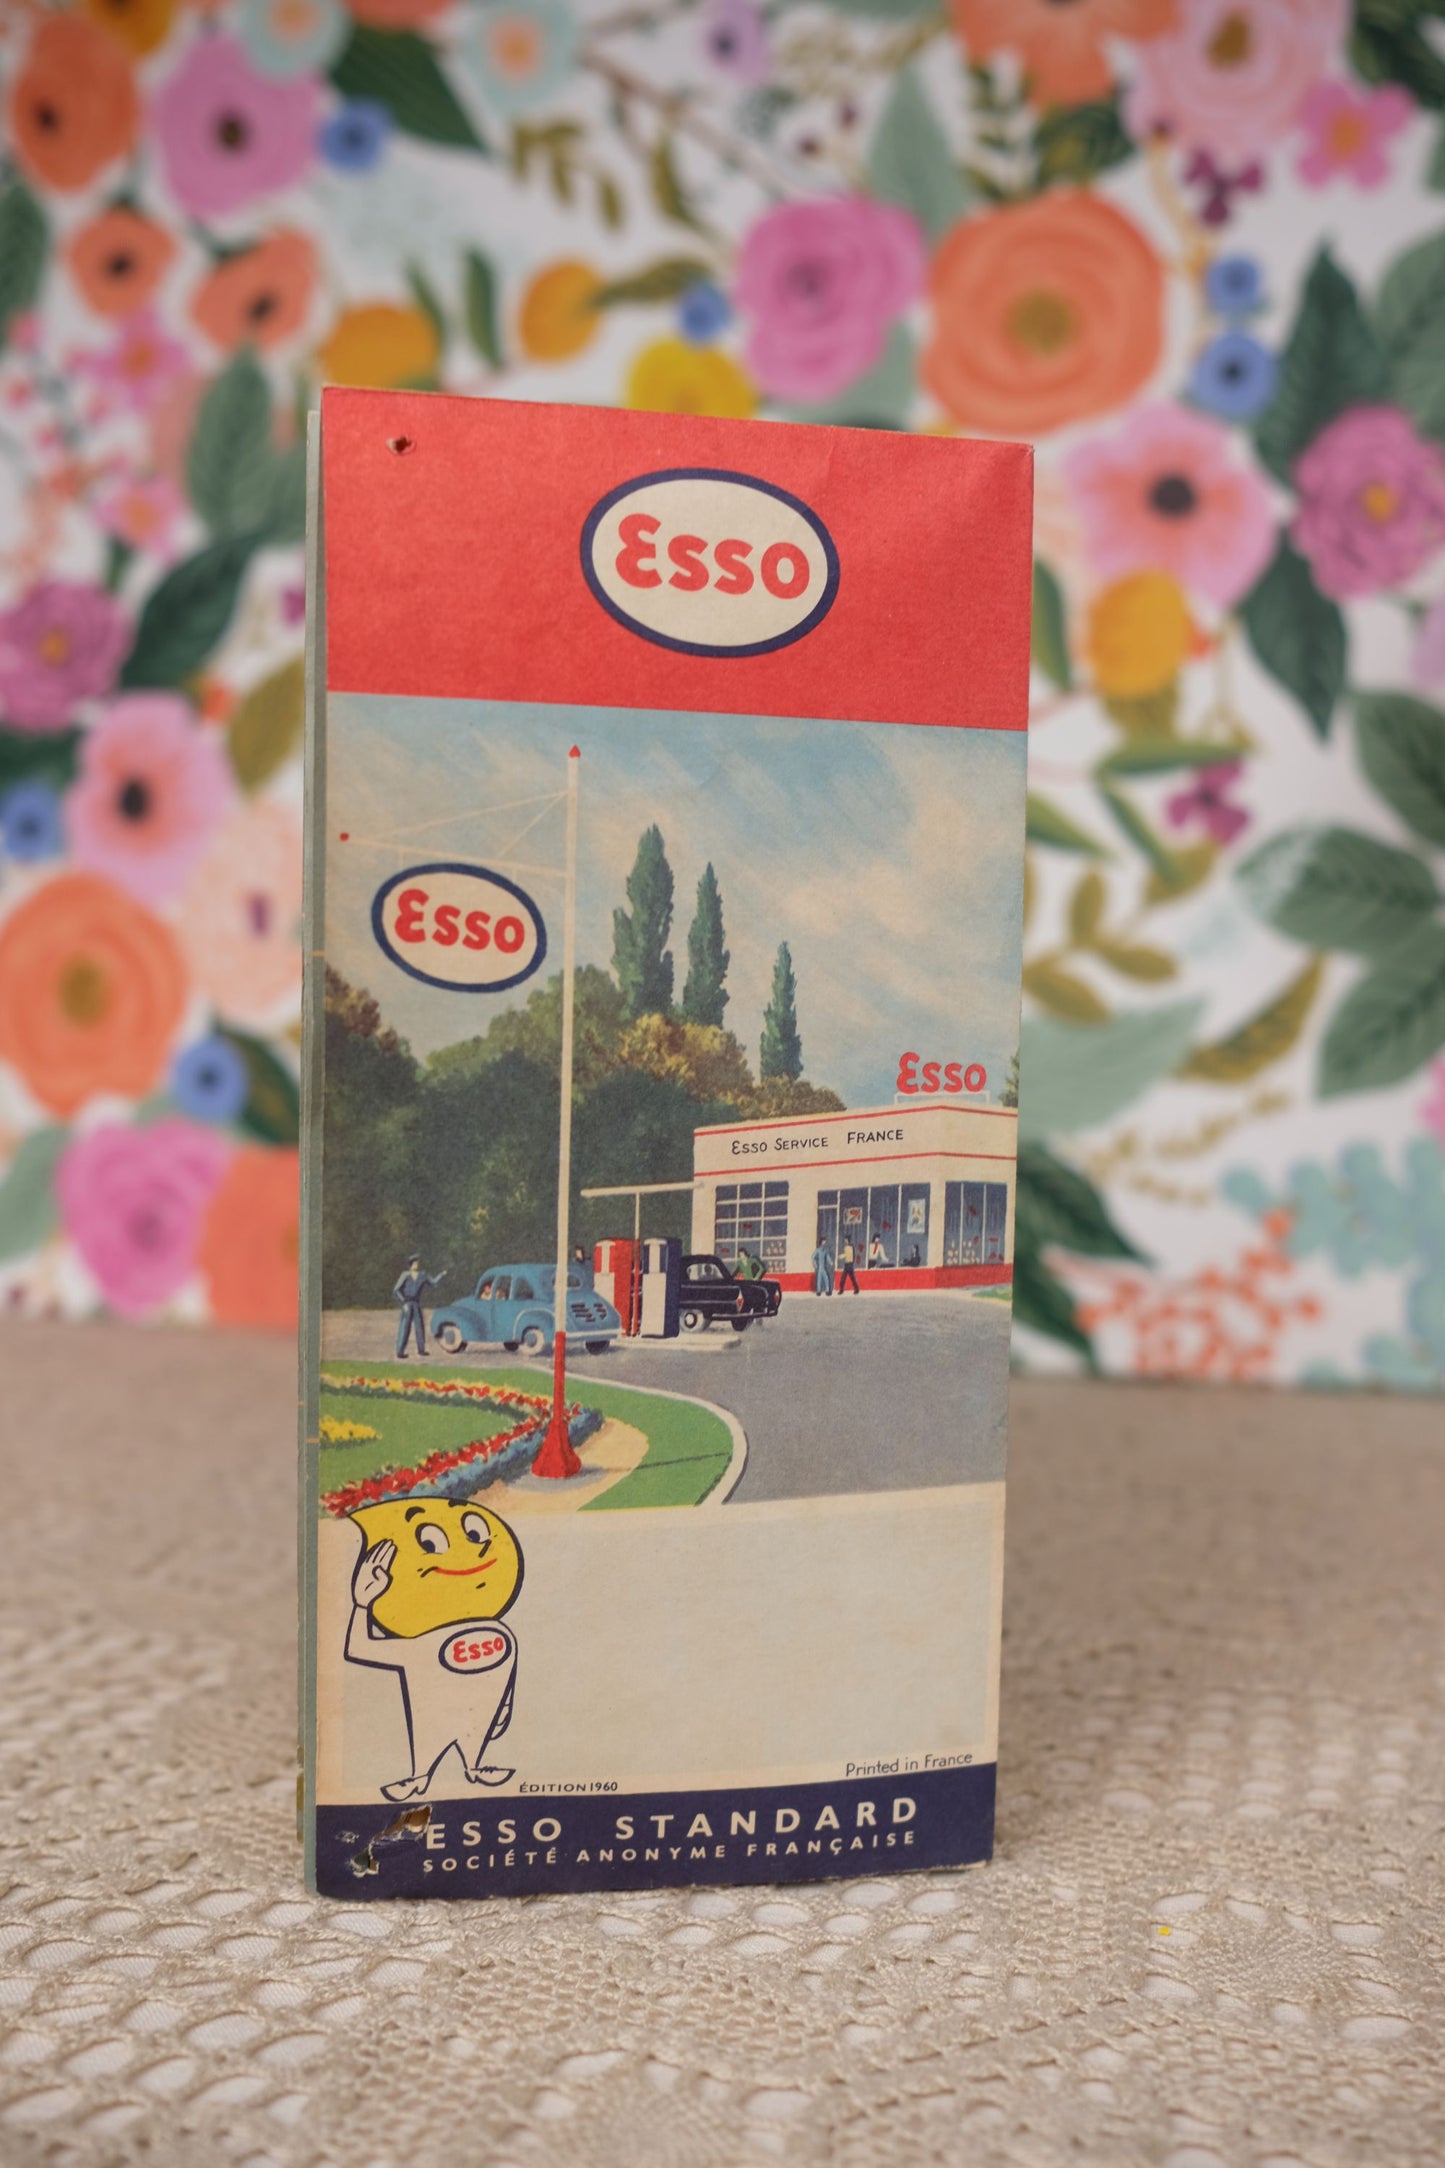 Esso
Esso
Esso
Esso Service France
Esso
Printed in France
ÉDITION 1960
ESSO STANDARD
SOCIÉTÉ ANONYME FRANÇAISE